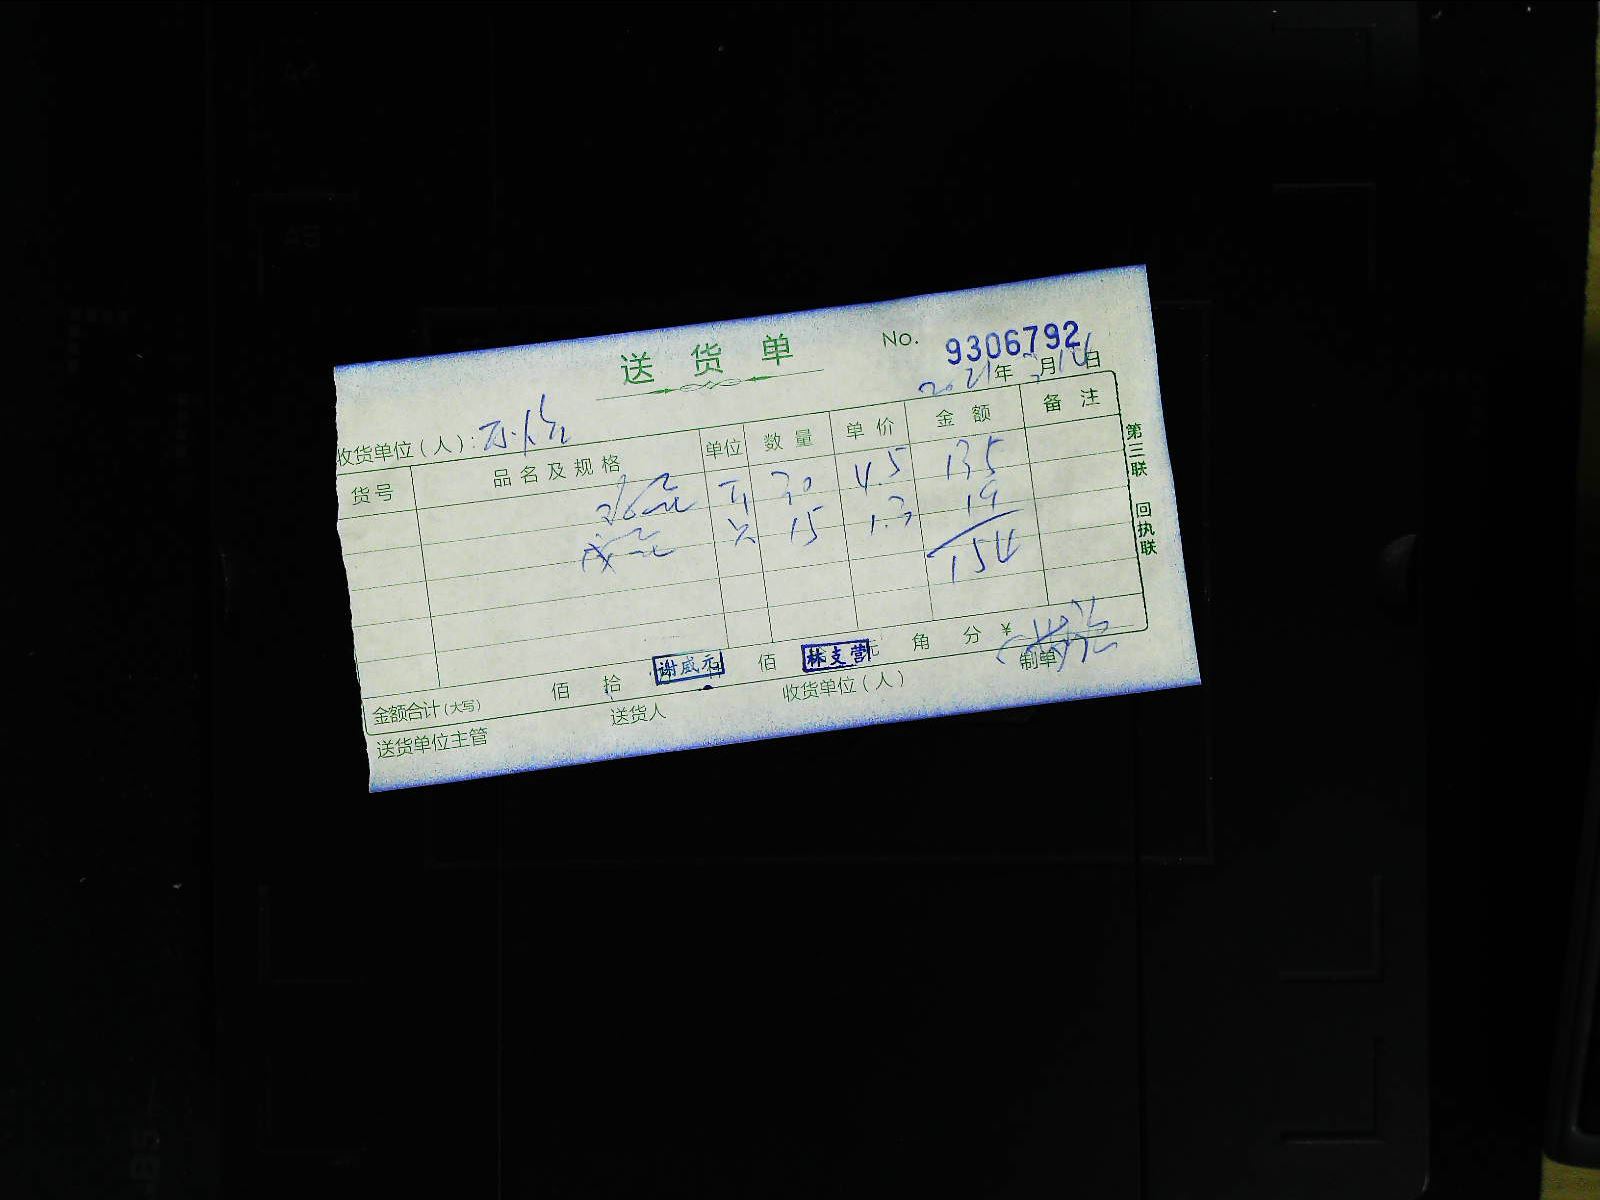 送货单
No. 9306792
2021年3月16日
收货单位(人):
货号 品名及规格 单位 数量 单价 金额 备注
30 4.5 135
15 1.3 19
154
第三联 回执联
金额合计(大写) 佰 拾 谢威元 佰 林支营 元 角 分 ¥
送货单位主管 送货人 收货单位(人) 制单